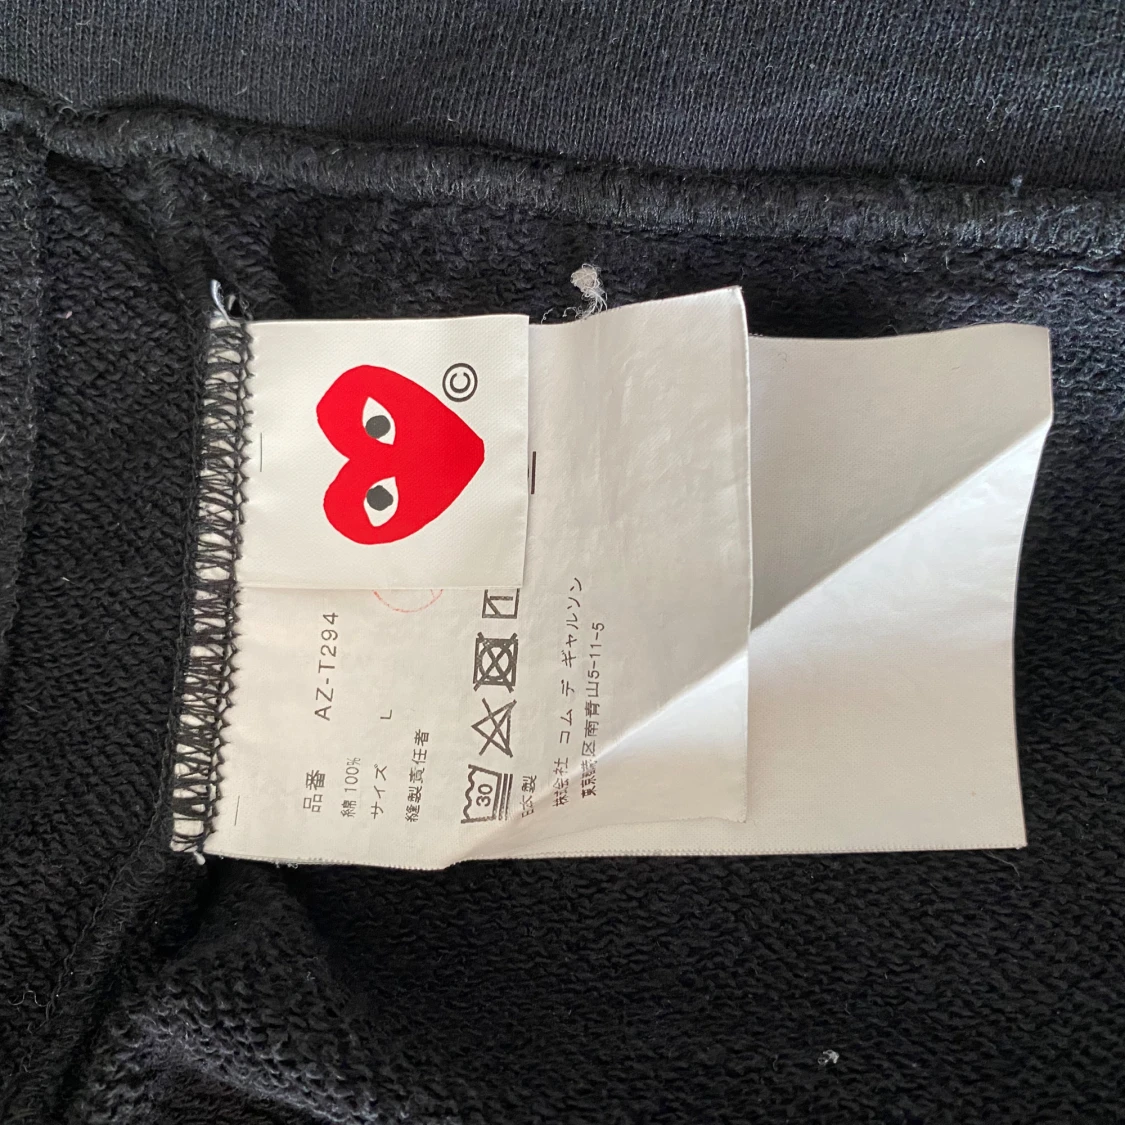 ©
品番 AZ-T294
綿 100%
サイズ L
縫製責任者
30
日本製
株式会社 コム デ ギャルソン
東京都港区南青山5-11-5